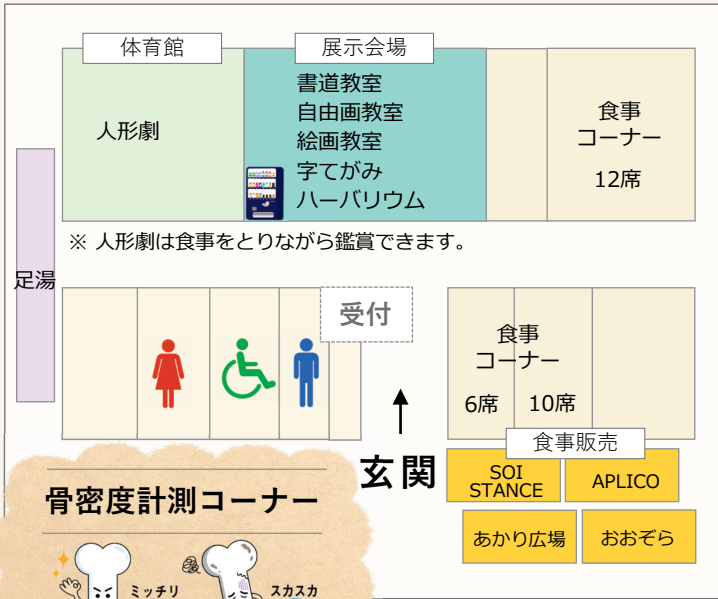 体育館
展示会場
人形劇
書道教室
自由画教室
絵画教室
字てがみ
ハーバリウム
食事
コーナー
12席
※ 人形劇は食事をとりながら鑑賞できます。
足湯
受付
食事
コーナー
6席 10席
玄関
食事販売
SOI
STANCE
APLICO
あかり広場
おおぞら
骨密度計測コーナー
ミッチリ
スカスカ